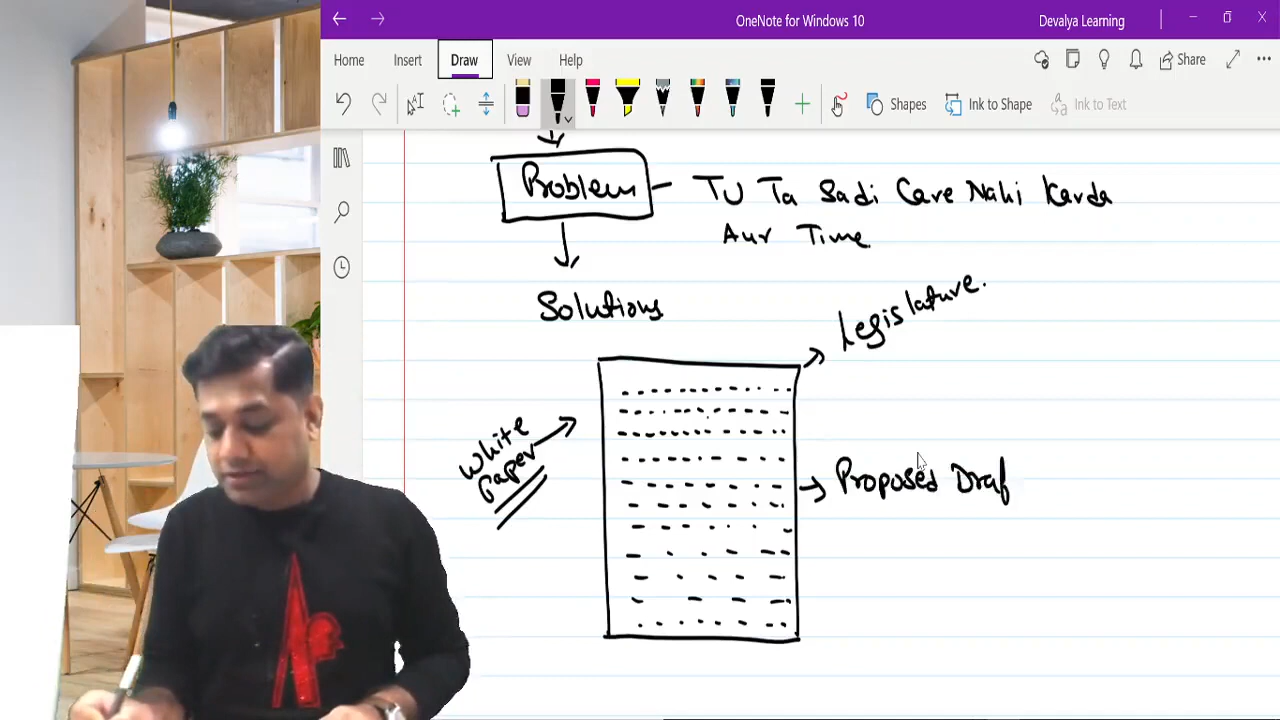 OneNote for Windows 10
Devalya Learning
Home
Insert
Draw
View
Help
Share
Shapes
Ink to Shape
Ink to Text
Problem
TU Ta Sadi Care Nahi Karda
Aur Time
Solutions
Legislature.
White
Paper
Proposed Draf